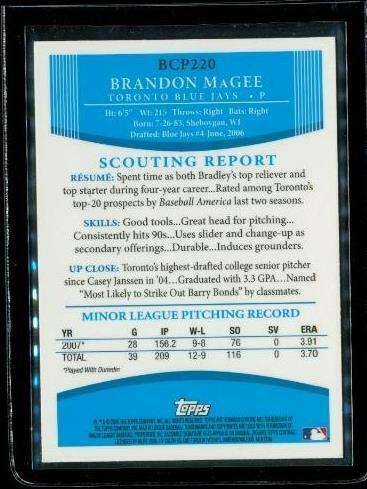 BCP220
BRANDON MAGEE
TORONTO BLUE JAYS • P
Ht: 6'5" Wt: 215 Throws: Right Bats: Right
Born: 7-26-83, Sheboygan, WI
Drafted: Blue Jays #4-June, 2006
SCOUTING REPORT
RÉSUMÉ: Spent time as both Bradley's top reliever and
top starter during four-year career...Rated among Toronto's
top-20 prospects by Baseball America last two seasons.
SKILLS: Good tools...Great head for pitching...
Consistently hits 90s...Uses slider and change-up as
secondary offerings...Durable...Induces grounders.
UP CLOSE: Toronto's highest-drafted college senior pitcher
since Casey Janssen in '04...Graduated with 3.3 GPA...Named
"Most Likely to Strike Out Barry Bonds" by classmates.
MINOR LEAGUE PITCHING RECORD
YR G IP W-L SO SV ERA
2007* 28 156.2 9-8 76 0 3.91
TOTAL 39 209 12-9 116 0 3.70
*Played With Dunedin
Topps